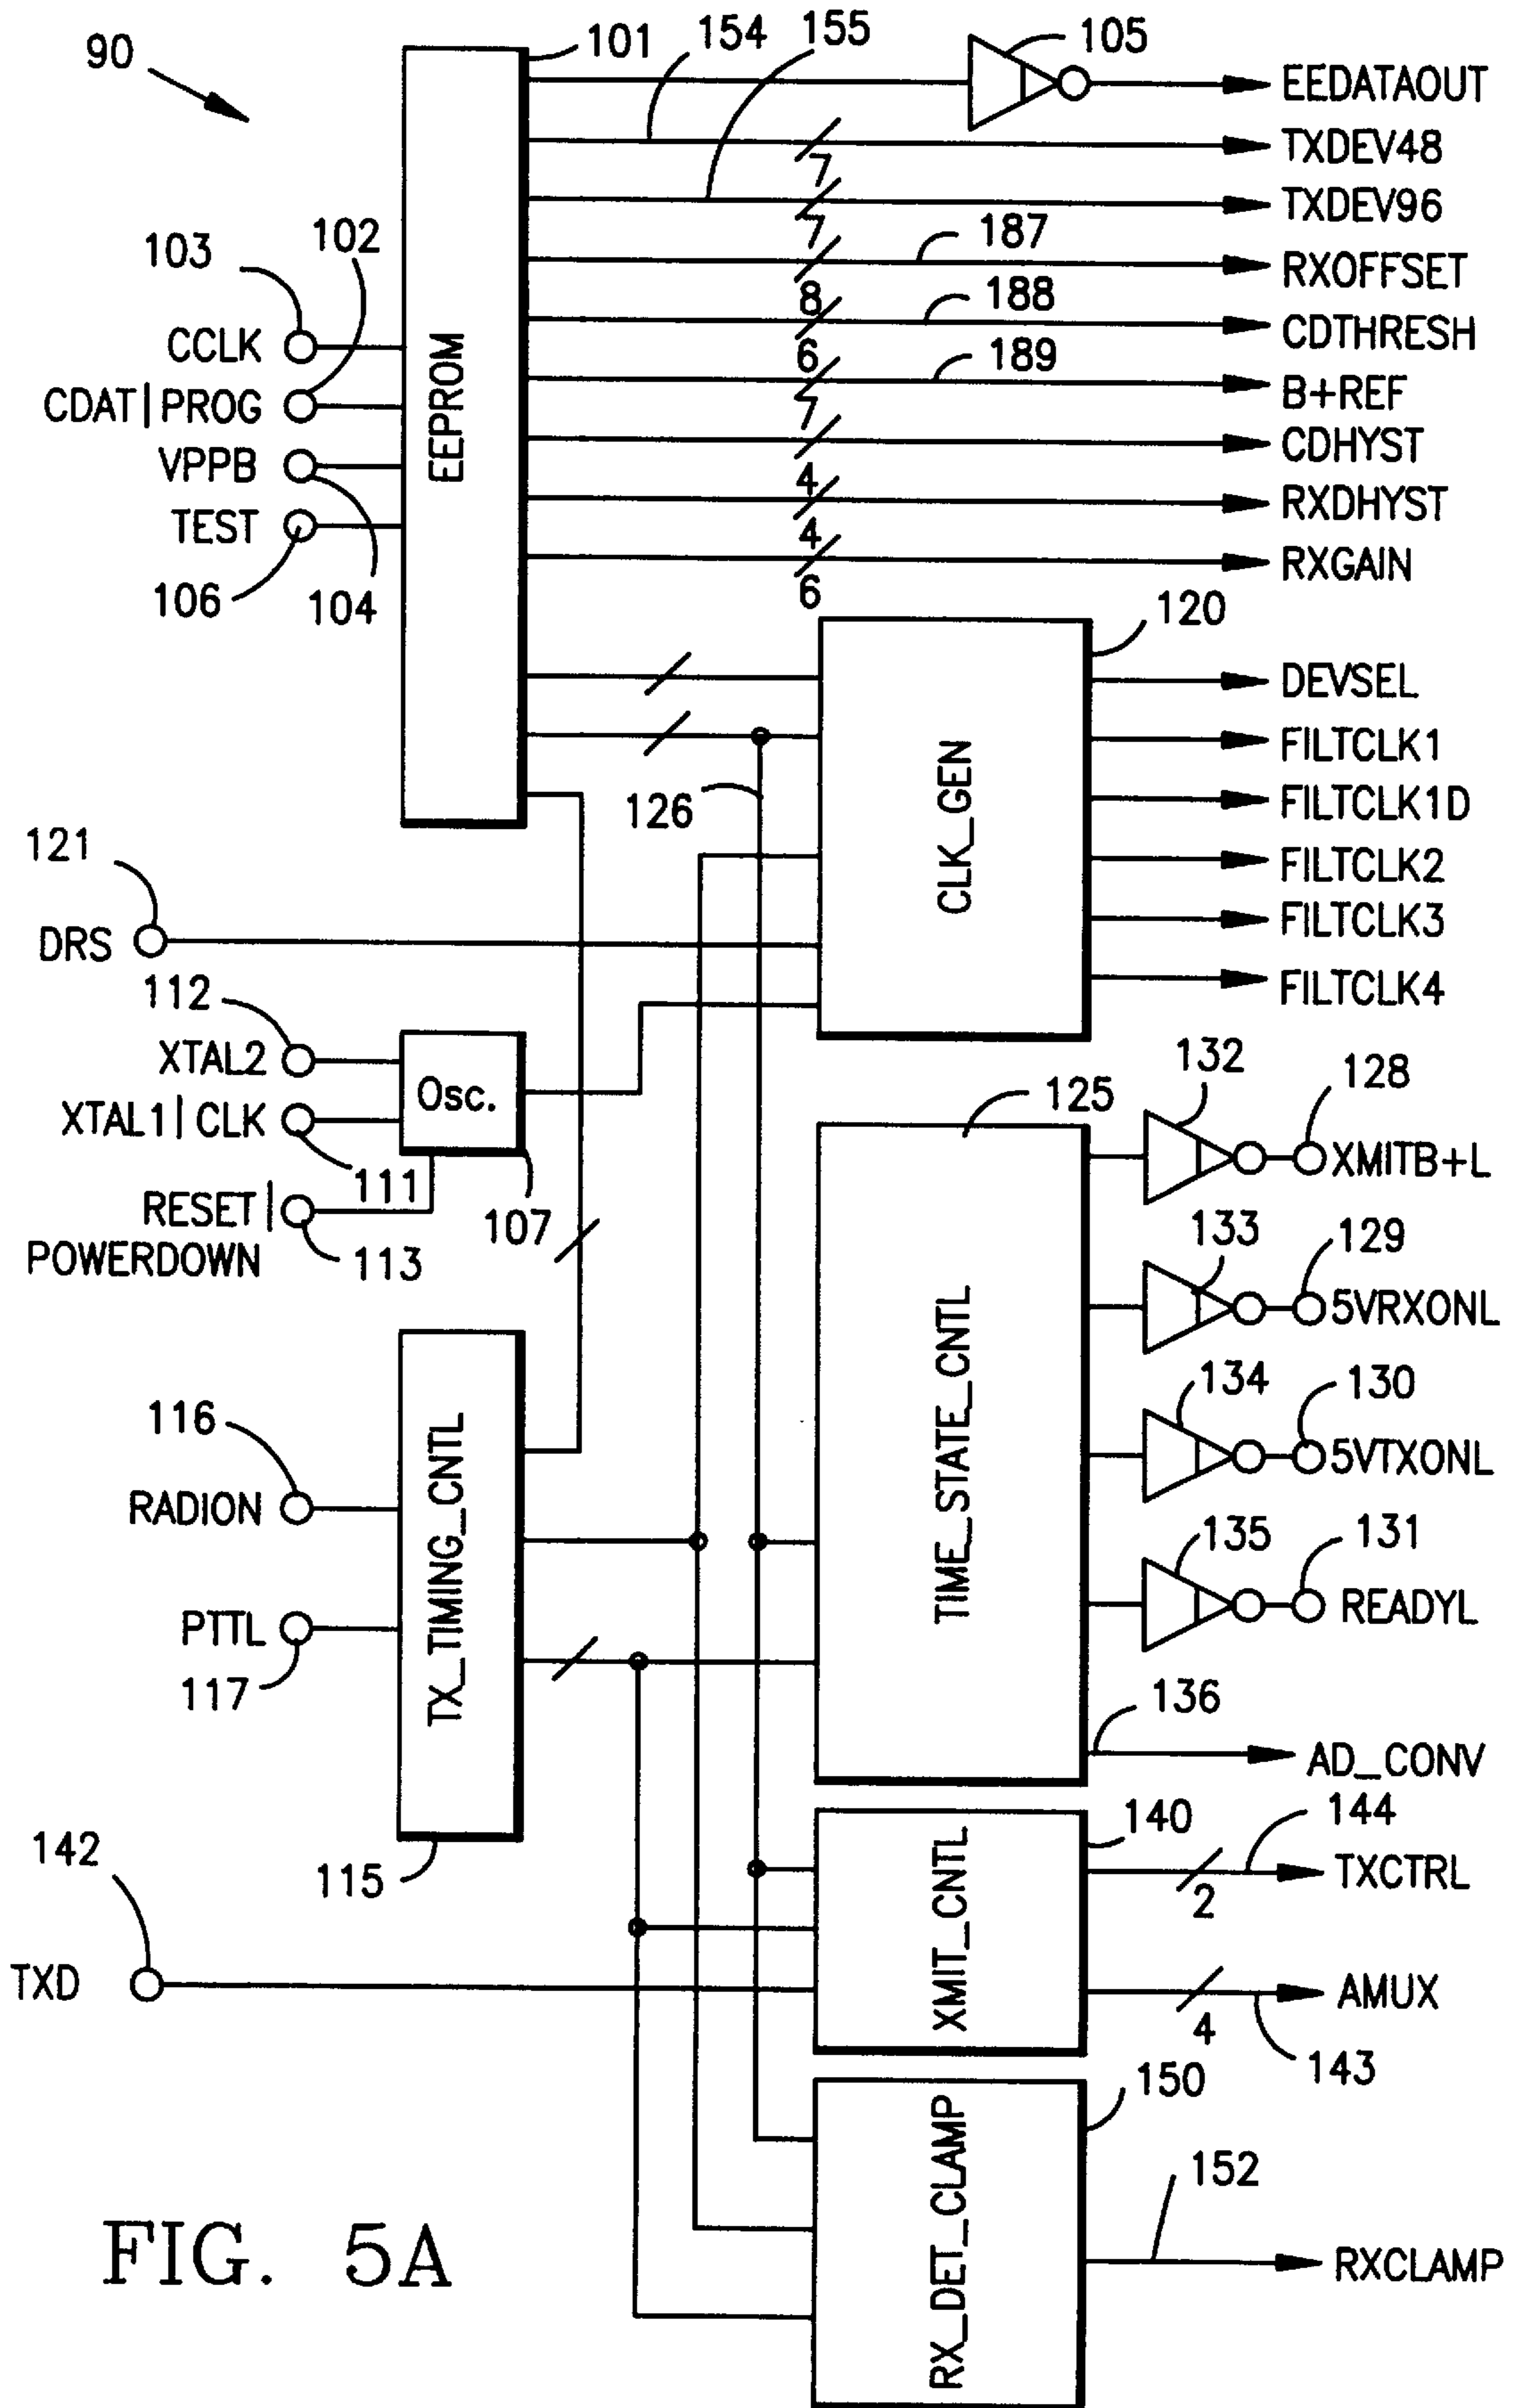 90
101
154
155
105
EEDATAOUT
7
TXDEV48
7
TXDEV96
8
187
RXOFFSET
6
188
CDTHRESH
7
189
B+REF
4
CDHYST
4
RXDHYST
6
RXGAIN
103
102
CCLK
CDAT|PROG
VPPB
TEST
106
104
EEPROM
120
DEVSEL
FILTCLK1
FILTCLK1D
FILTCLK2
FILTCLK3
FILTCLK4
CLK_GEN
126
121
DRS
112
XTAL2
XTAL1|CLK
111
RESET|
POWERDOWN
113
Osc.
107
125
132
128
XMITB+L
133
129
5VRXONL
134
130
5VTXONL
135
131
READYL
136
AD_CONV
TIME_STATE_CNTL
116
RADION
PTTL
117
TX_TIMING_CNTL
115
142
TXD
140
144
TXCTRL
2
AMUX
4
143
XMIT_CNTL
150
152
RXCLAMP
RX_DET_CLAMP
FIG. 5A